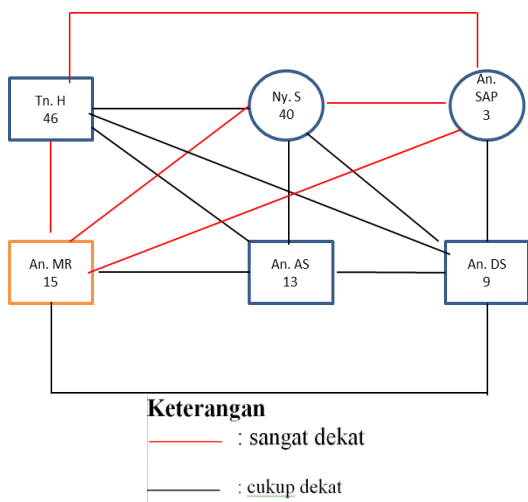 Tn. H
46
Ny. S
40
An.
SAP
3
An. MR
15
An. AS
13
An. DS
9
Keterangan
: sangat dekat
: cukup dekat